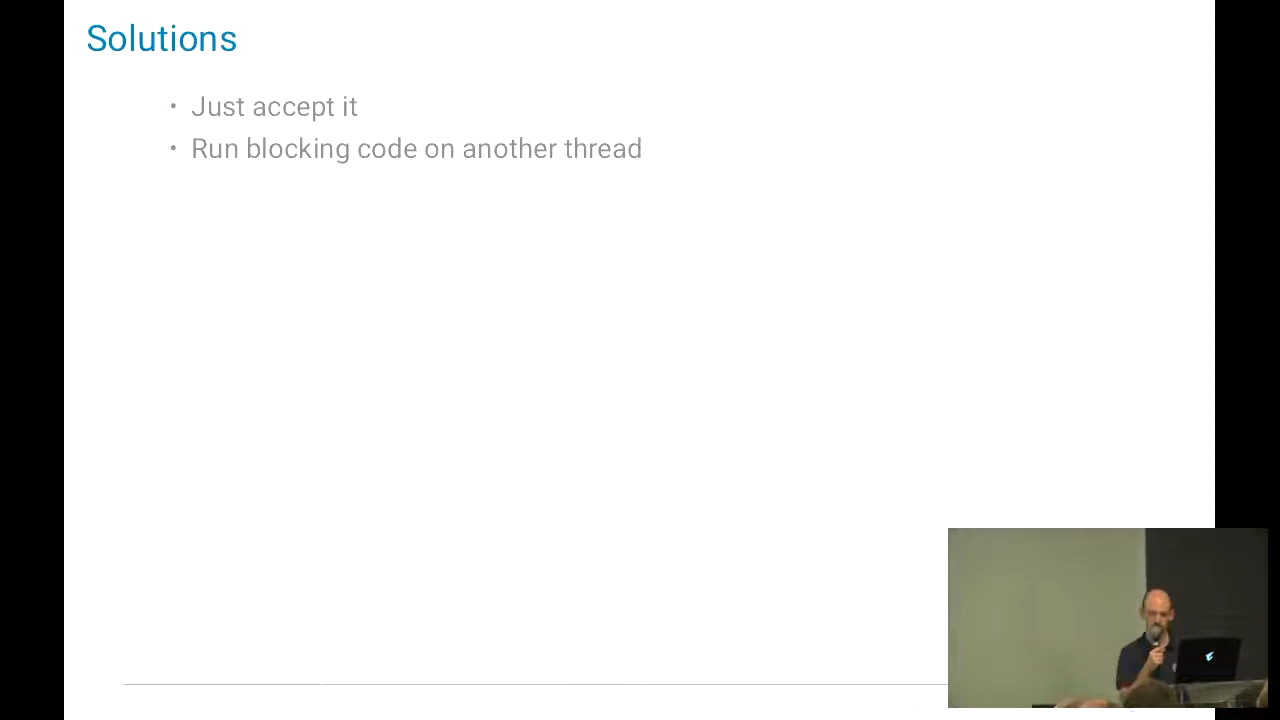 Solutions
• Just accept it
• Run blocking code on another thread